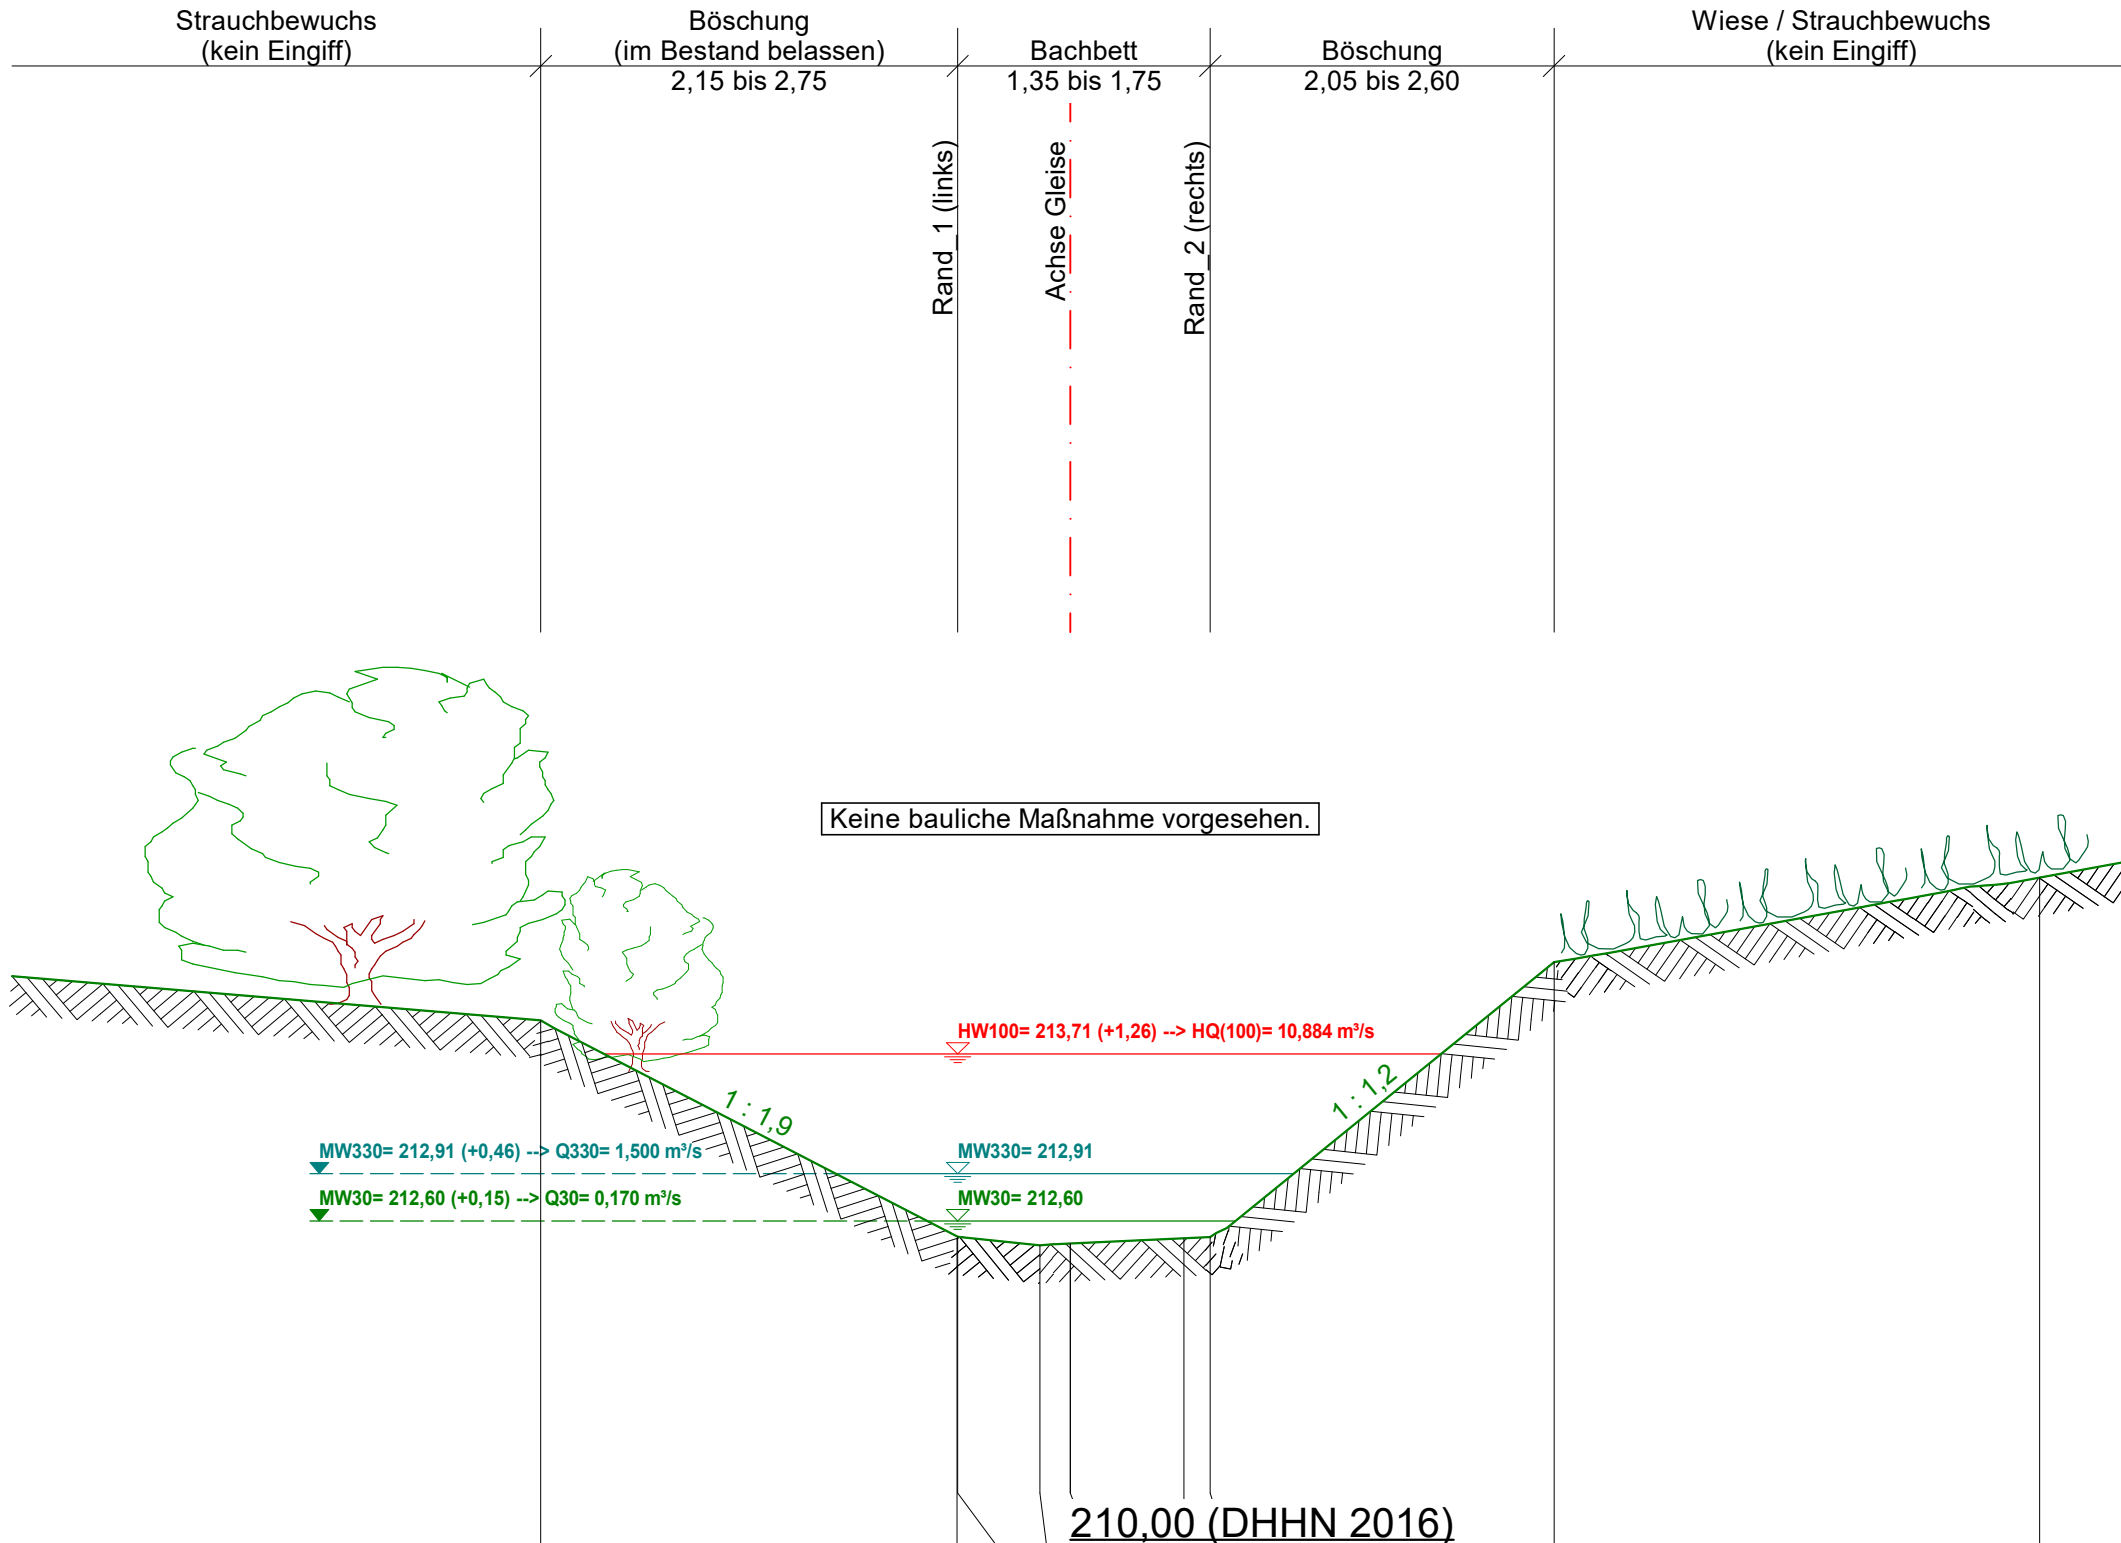 Strauchbewuchs
(kein Eingiff)
Böschung
(im Bestand belassen)
2,15 bis 2,75
Bachbett
1,35 bis 1,75
Böschung
2,05 bis 2,60
Wiese / Strauchbewuchs
(kein Eingiff)
Rand_1 (links)
Achse Gleise
Rand_2 (rechts)
Keine bauliche Maßnahme vorgesehen.
HW100= 213,71 (+1,26) --> HQ(100)= 10,884 m³/s
1 : 1,9
1 : 1,2
MW330= 212,91 (+0,46) --> Q330= 1,500 m³/s
MW330= 212,91
MW30= 212,60 (+0,15) --> Q30= 0,170 m³/s
MW30= 212,60
210,00 (DHHN 2016)